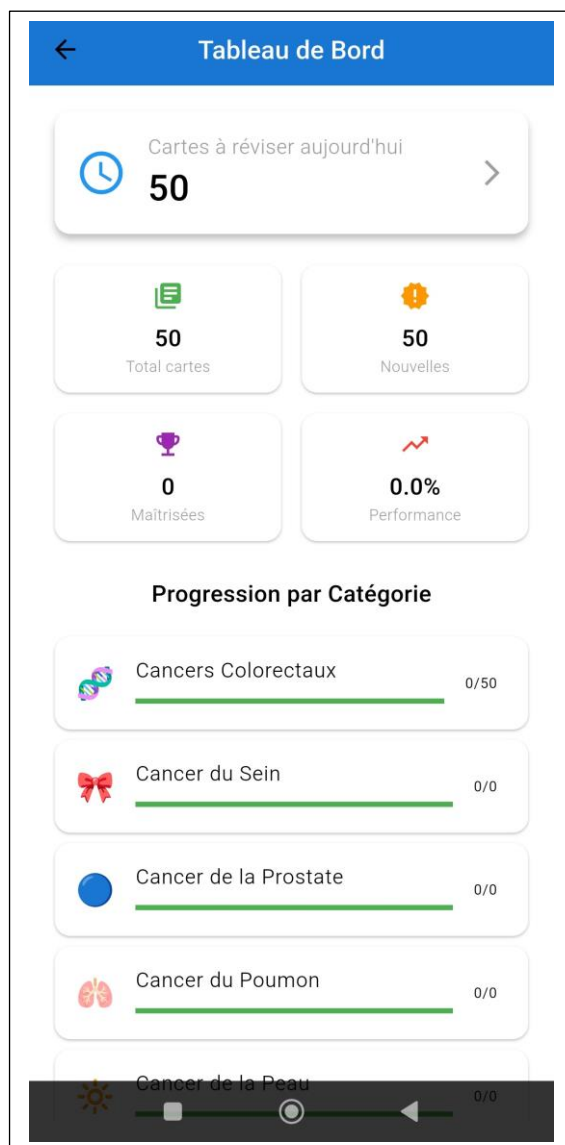 Tableau de Bord
Cartes à réviser aujourd'hui
50
50
Total cartes
50
Nouvelles
0
Maîtrisées
0.0%
Performance
Progression par Catégorie
Cancers Colorectaux
0/50
Cancer du Sein
0/0
Cancer de la Prostate
0/0
Cancer du Poumon
0/0
Cancer de la Peau
0/0